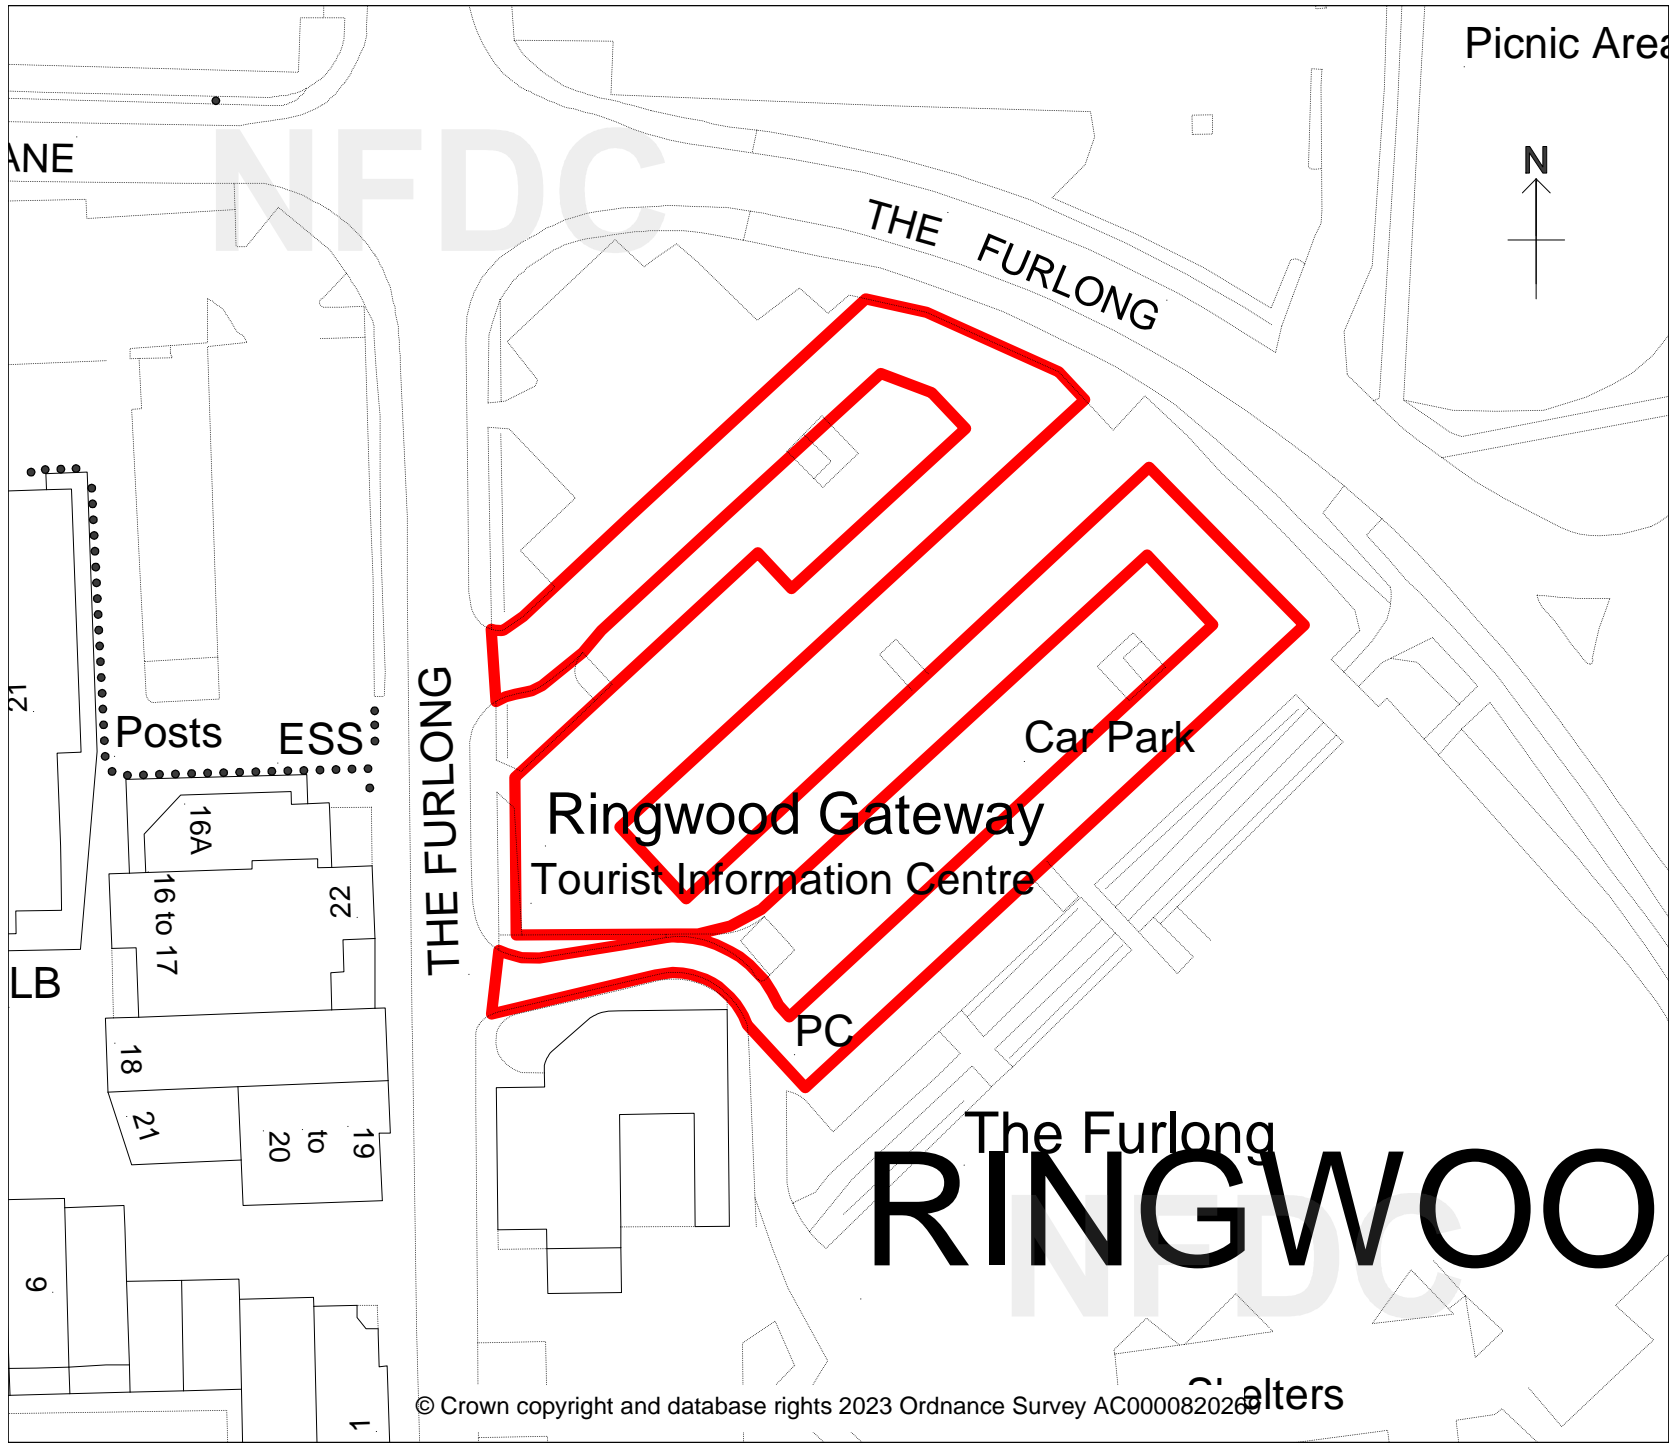 Picnic Area
ANE
NFDC
N
THE FURLONG
21
THE FURLONG
Posts
ESS
Car Park
Ringwood Gateway
16A
Tourist Information Centre
16 to 17
22
LB
PC
18
21
20 to 19
The Furlong
RINGWOO
NFDC
9
1
Shelters
© Crown copyright and database rights 2023 Ordnance Survey AC0000820269